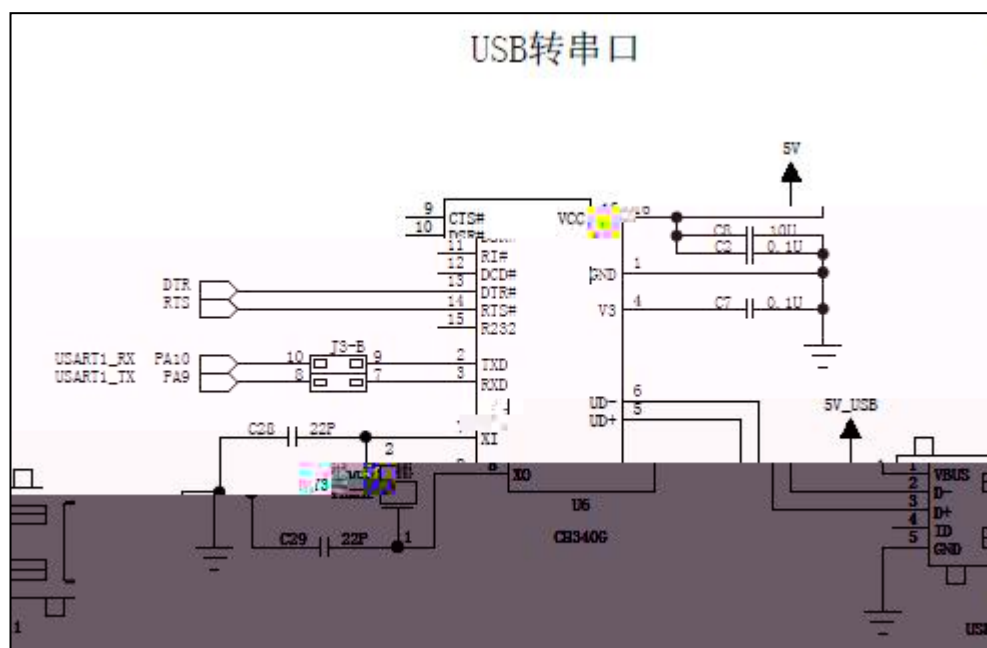 USB转串口
5V
9 CTS# VCC
10
11 RI#
12 DCD# GND 1
13 DTR#
14 RTS# V3 4
15 R232
C8 10U
C2 0.1U
C7 0.1U
DTR
RTS
J3-B
USART1_RX PA10 10 9 2 TXD
USART1_TX PA9 8 7 3 RXD
UD- 6
UD+ 5
5V_USB
C28 22P XI
2
XO
1 VBUS
2 D-
3 D+
4 ID
5 GND
U6
CH340G
C29 22P 1
1